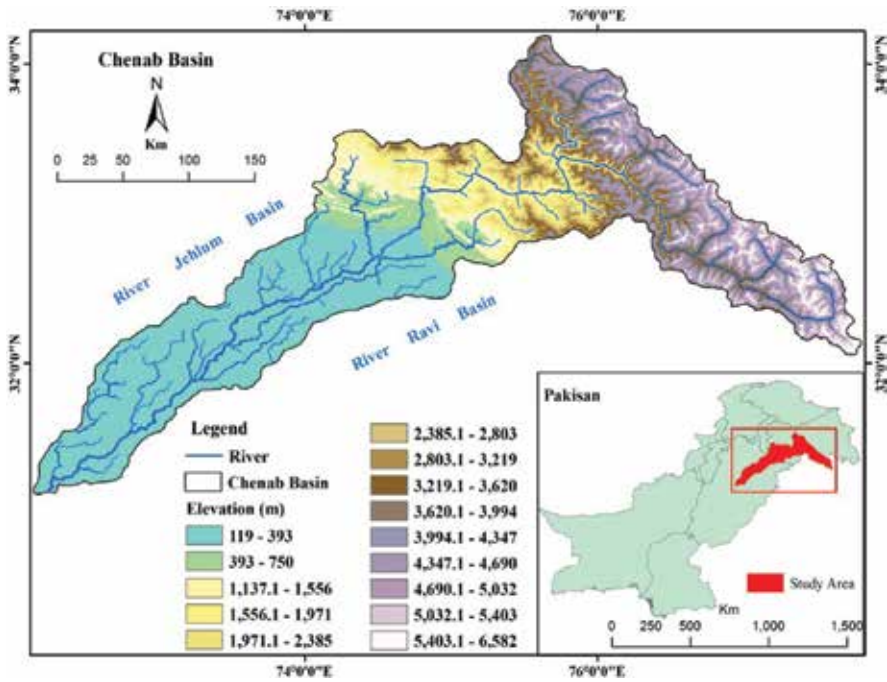 74°0'0"E 76°0'0"E
34°0'0"N
34°0'0"N
Chenab Basin
N
Km
0 25 50 100 150
River Jehlum Basin
River Ravi Basin
32°0'0"N
32°0'0"N
Legend
River
Chenab Basin
Elevation (m)
119 - 393
393 - 750
1,137.1 - 1,556
1,556.1 - 1,971
1,971.1 - 2,385
2,385.1 - 2,803
2,803.1 - 3,219
3,219.1 - 3,620
3,620.1 - 3,994
3,994.1 - 4,347
4,347.1 - 4,690
4,690.1 - 5,032
5,032.1 - 5,403
5,403.1 - 6,582
Pakisan
Study Area
Km
0 250 500 1,000 1,500
74°0'0"E 76°0'0"E